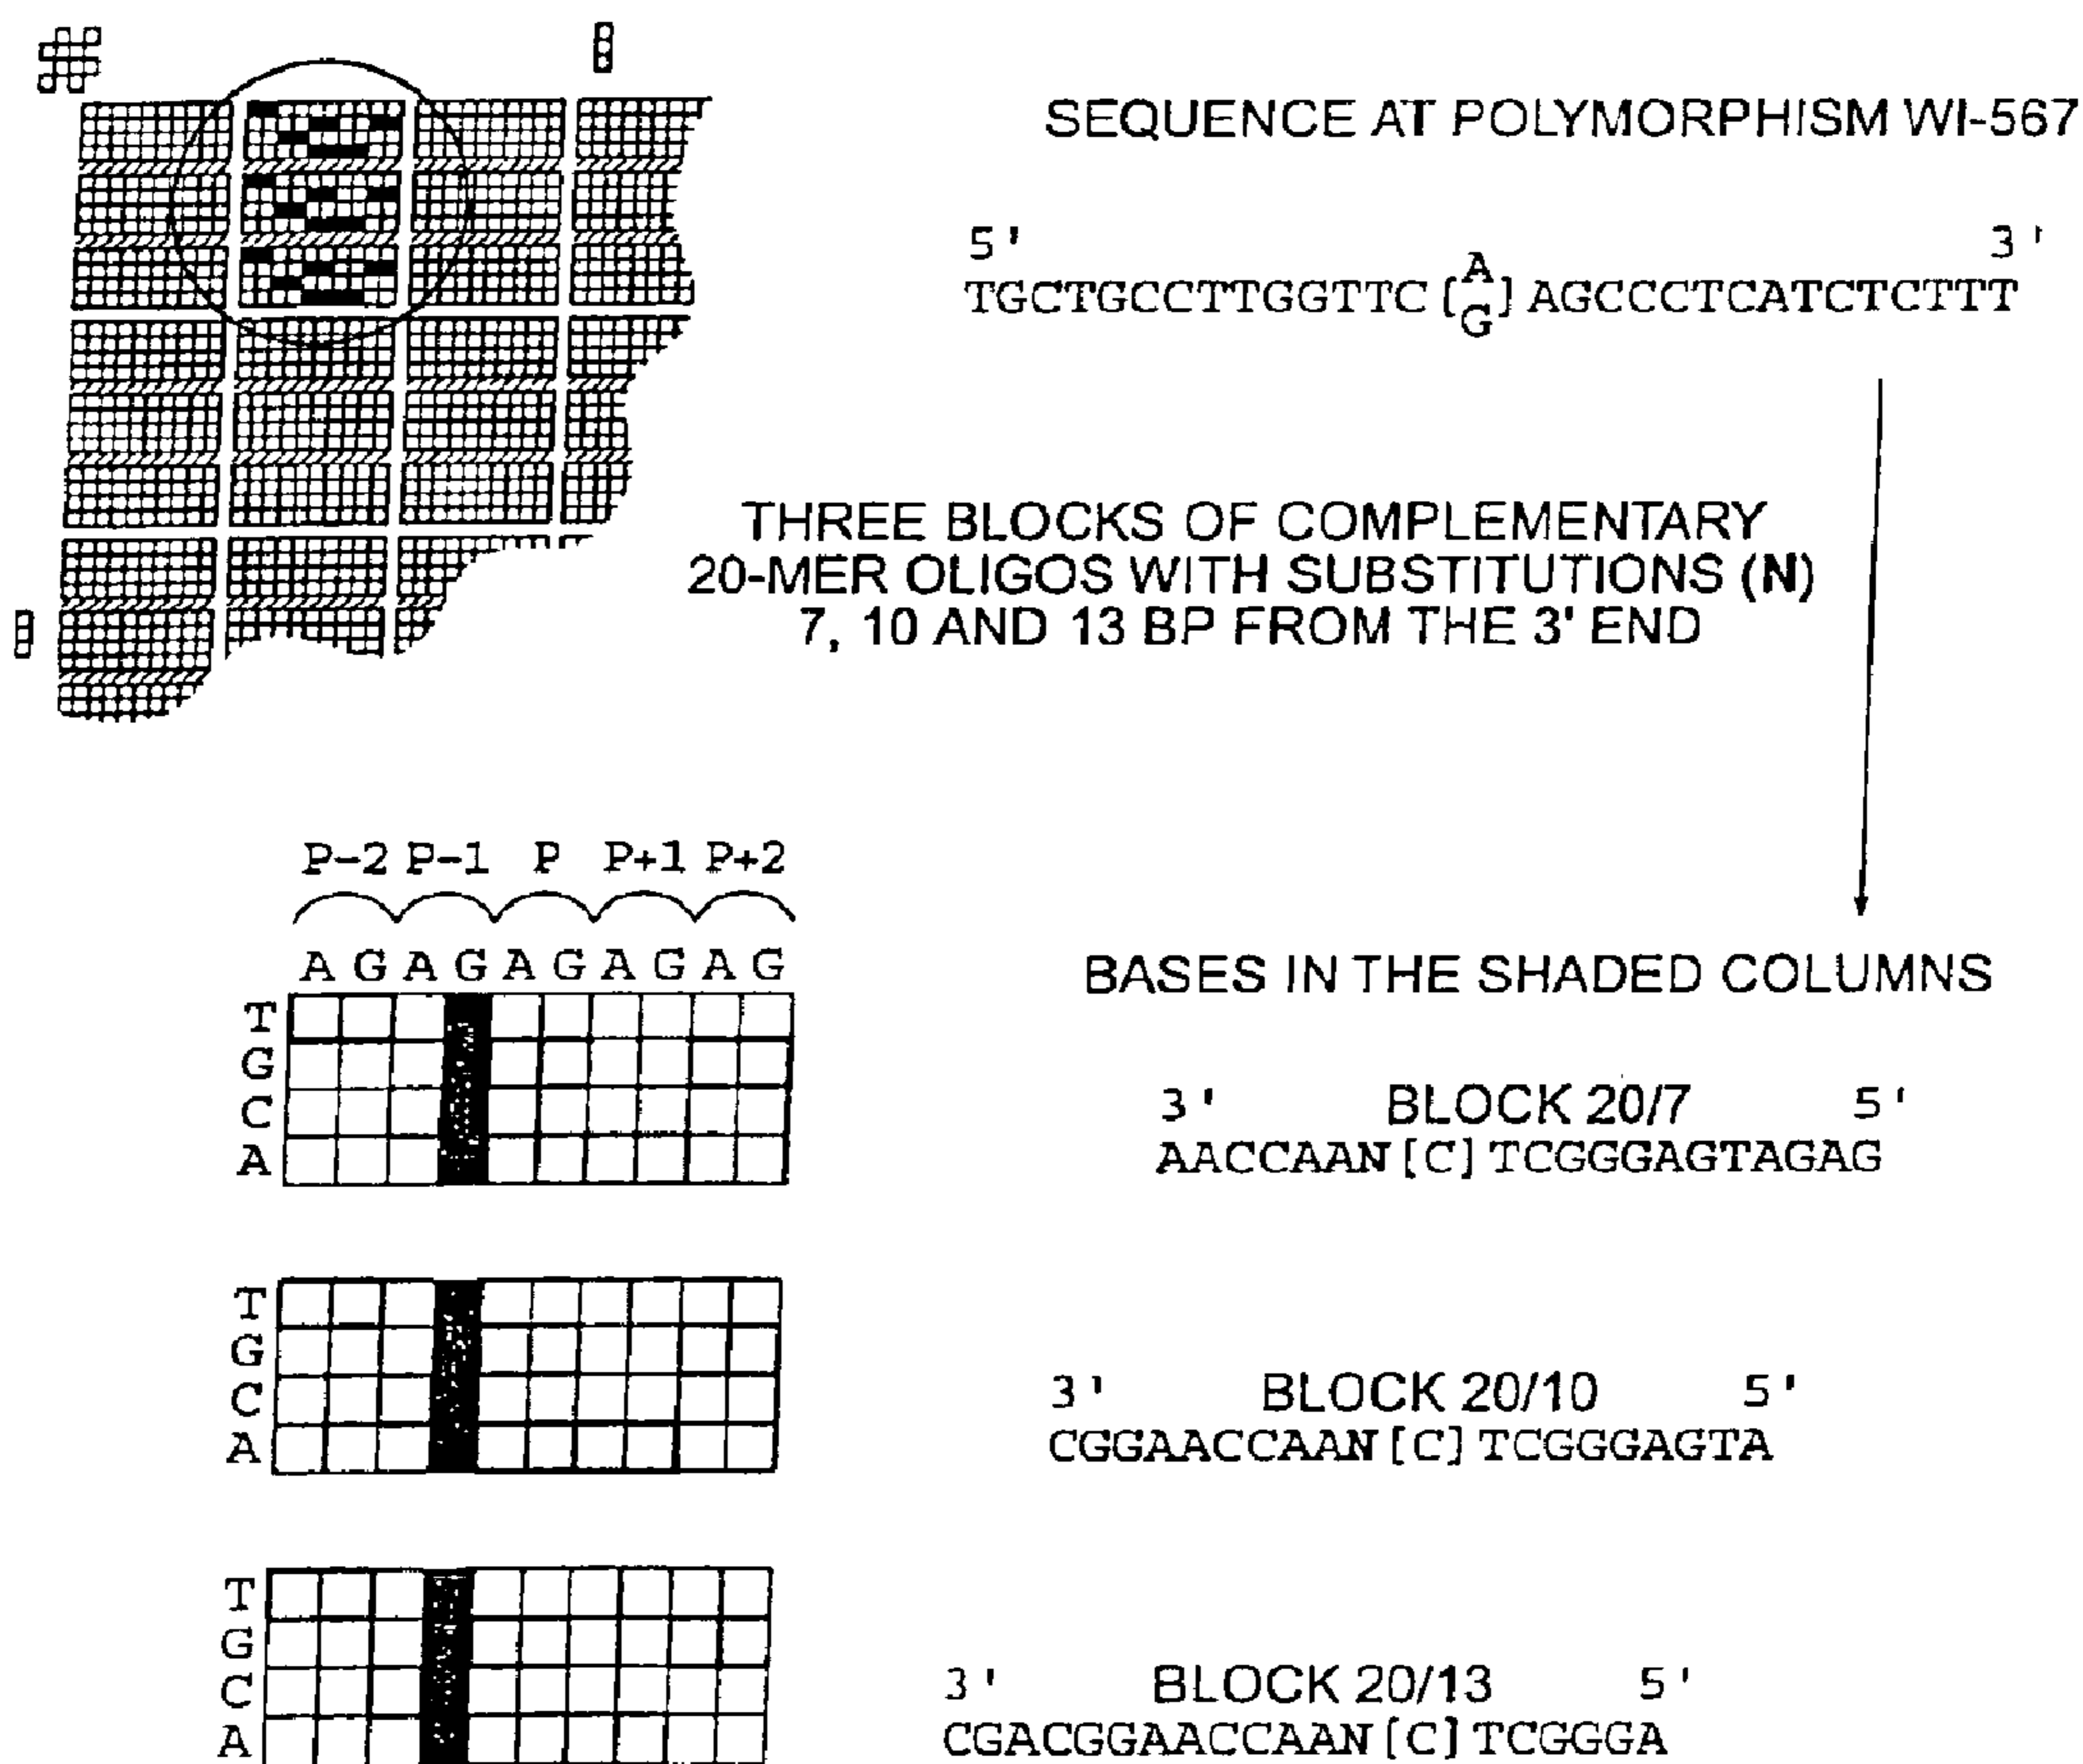 SEQUENCE AT POLYMORPHISM WI-567
5' 3'
TGCTGCCTTGGTTC [A/G] AGCCCTCATCTCTTT
THREE BLOCKS OF COMPLEMENTARY
20-MER OLIGOS WITH SUBSTITUTIONS (N)
7, 10 AND 13 BP FROM THE 3' END
P-2 P-1 P P+1 P+2
A G A G A G A G A G
T
G
C
A
BASES IN THE SHADED COLUMNS
3' BLOCK 20/7 5'
AACCAAN [C] TCGGGAGTAGAG
T
G
C
A
3' BLOCK 20/10 5'
CGGAACCAAN [C] TCGGGAGTA
T
G
C
A
3' BLOCK 20/13 5'
CGACGGAACCAAN [C] TCGGGA